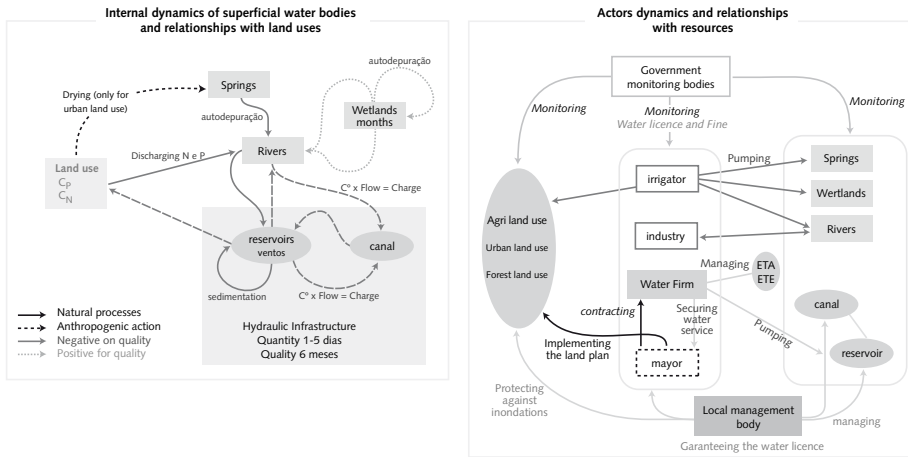 Internal dynamics of superficial water bodies
and relationships with land uses
autodepuração
Springs
Drying (only for
urban land use)
Wetlands
months
autodepuração
Rivers
Discharging N e P
Land use
CP
CN
Cº x Flow = Charge
reservoirs
ventos
canal
sedimentation
Cº x Flow = Charge
Natural processes
Anthropogenic action
Negative on quality
Positive for quality
Hydraulic Infrastructure
Quantity 1-5 dias
Quality 6 meses
Actors dynamics and relationships
with resources
Government
monitoring bodies
Monitoring
Monitoring
Monitoring
Water licence and Fine
Pumping
Springs
irrigator
Wertlands
Agri land use
Rivers
industry
Urban land use
Forest land use
Managing
ETA
ETE
Water Firm
contracting
Securing
water
service
canal
Pumping
Implementing
the land plan
mayor
reservoir
Protecting
against
inondations
Local management
body
managing
Garanteeing the water licence